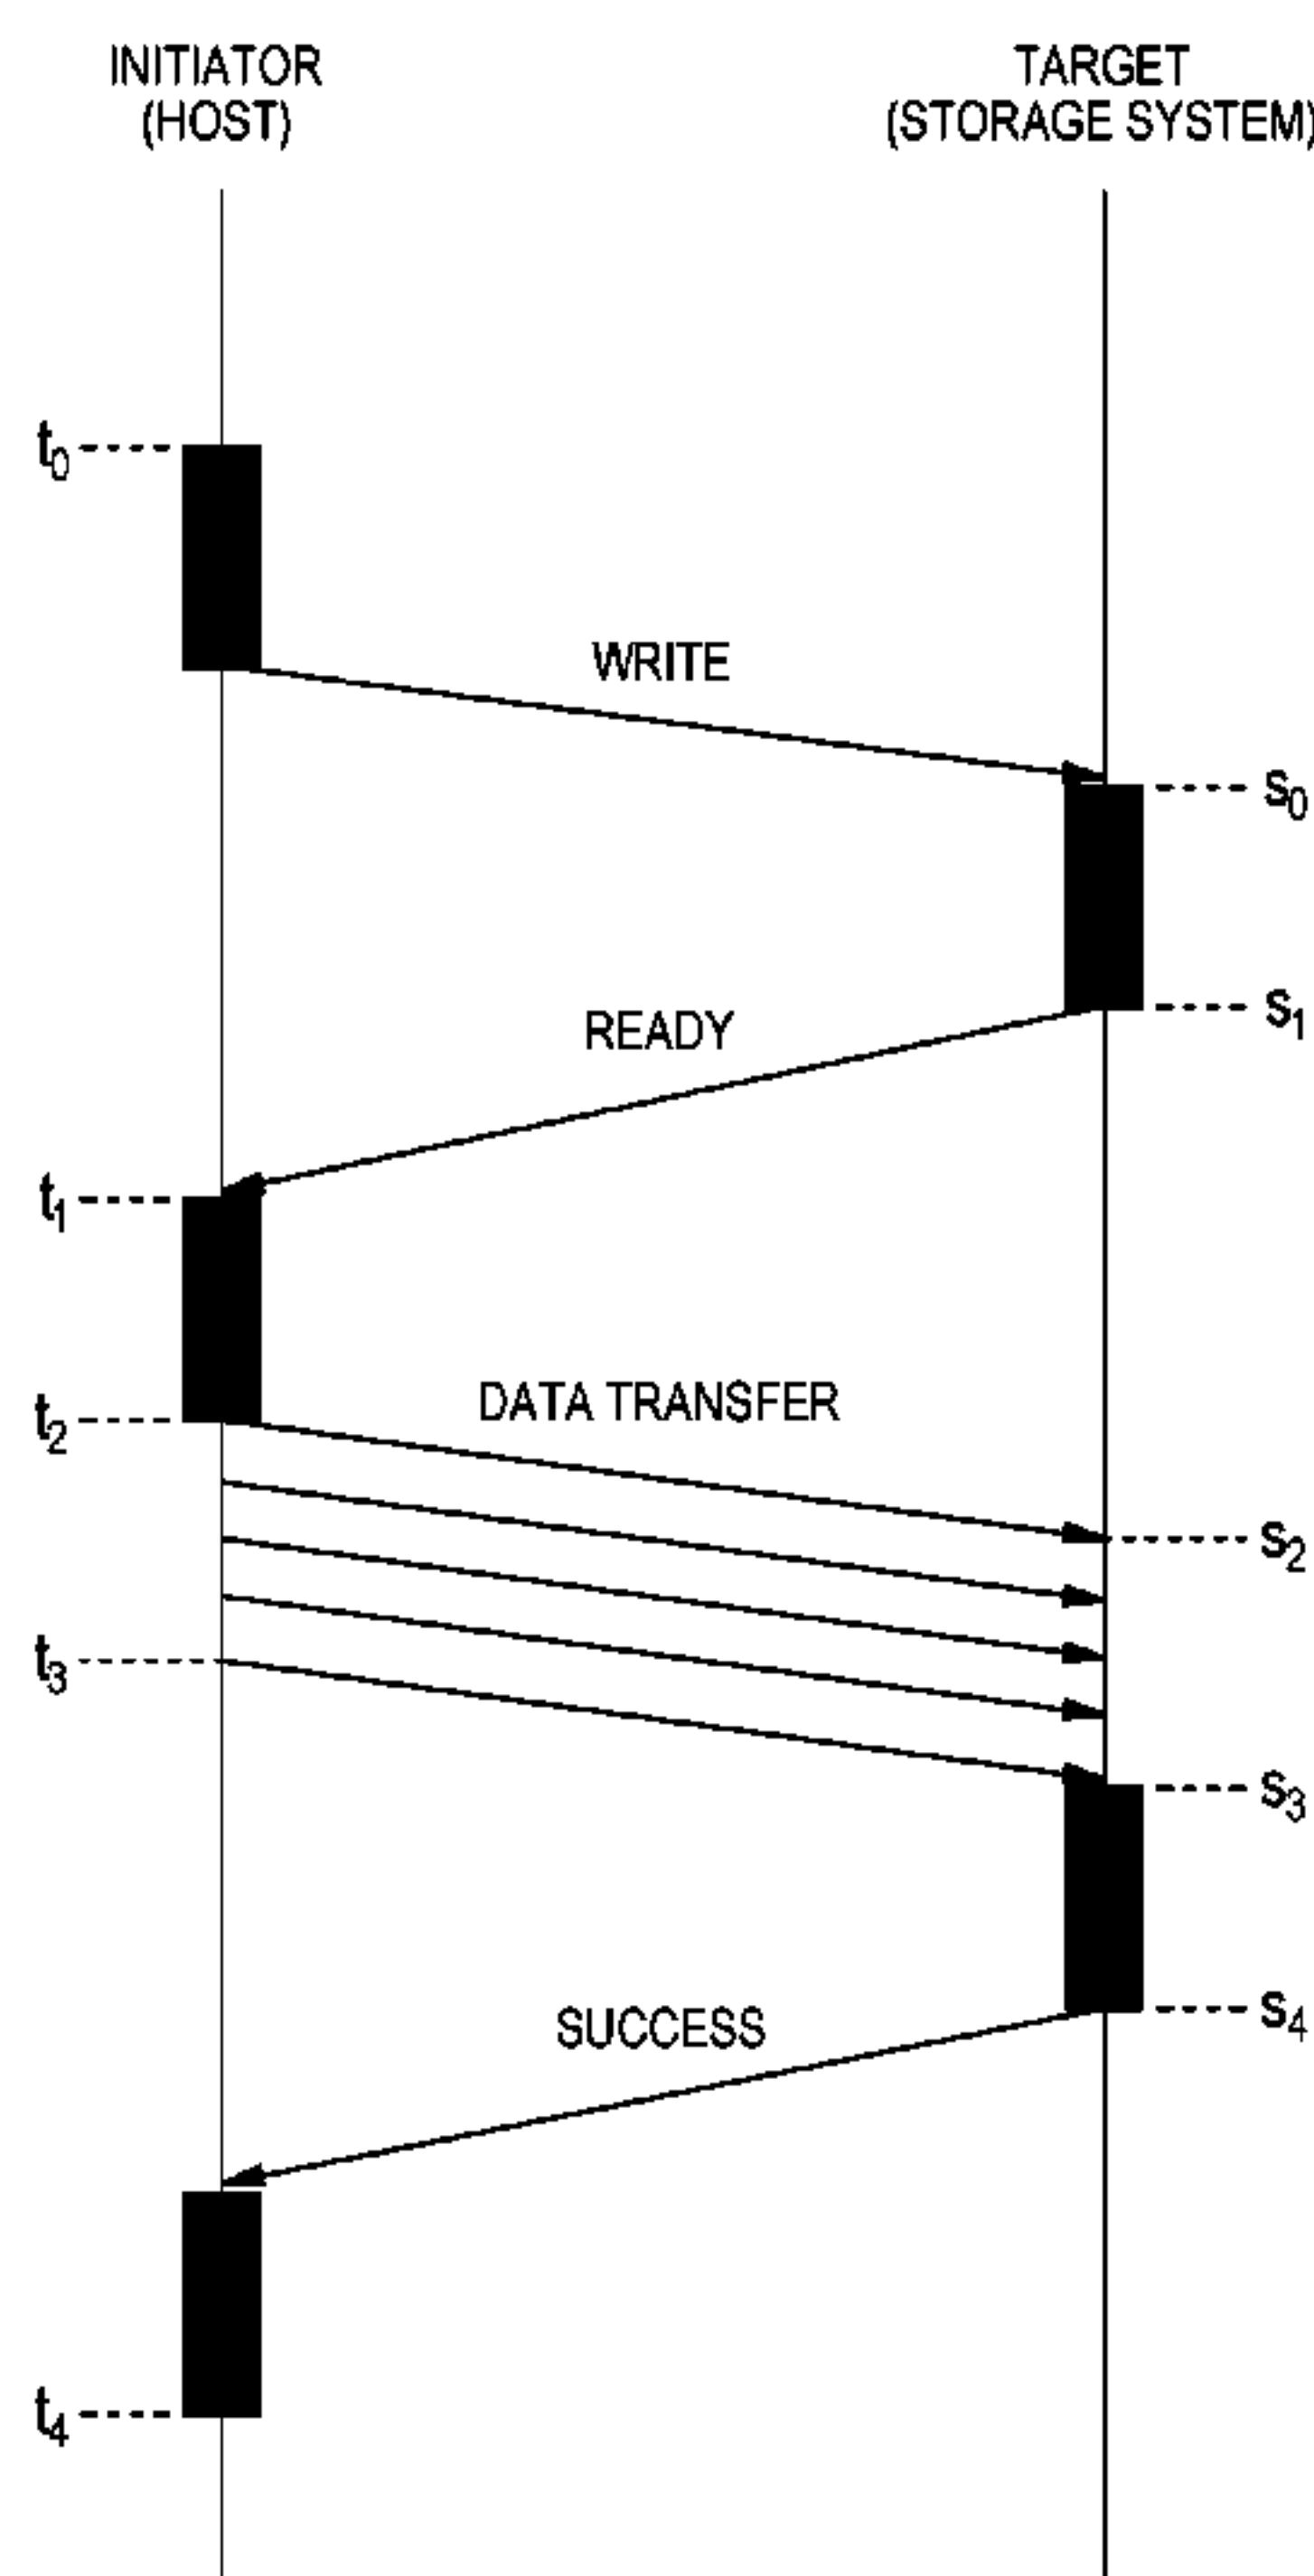 INITIATOR
(HOST)
TARGET
(STORAGE SYSTEM)
t0
WRITE
s0
s1
READY
t1
DATA TRANSFER
t2
s2
t3
s3
SUCCESS
s4
t4